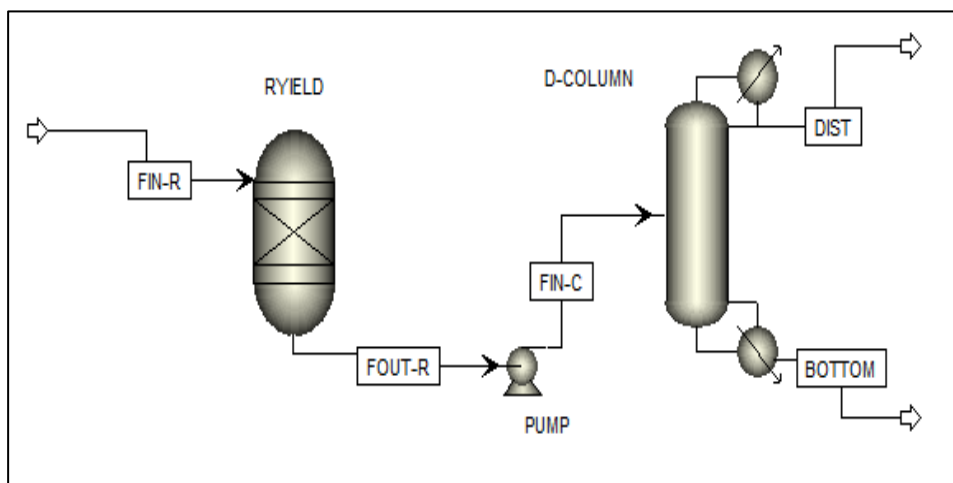 RYIELD
D-COLUMN
DIST
FIN-R
FIN-C
FOUT-R
BOTTOM
PUMP